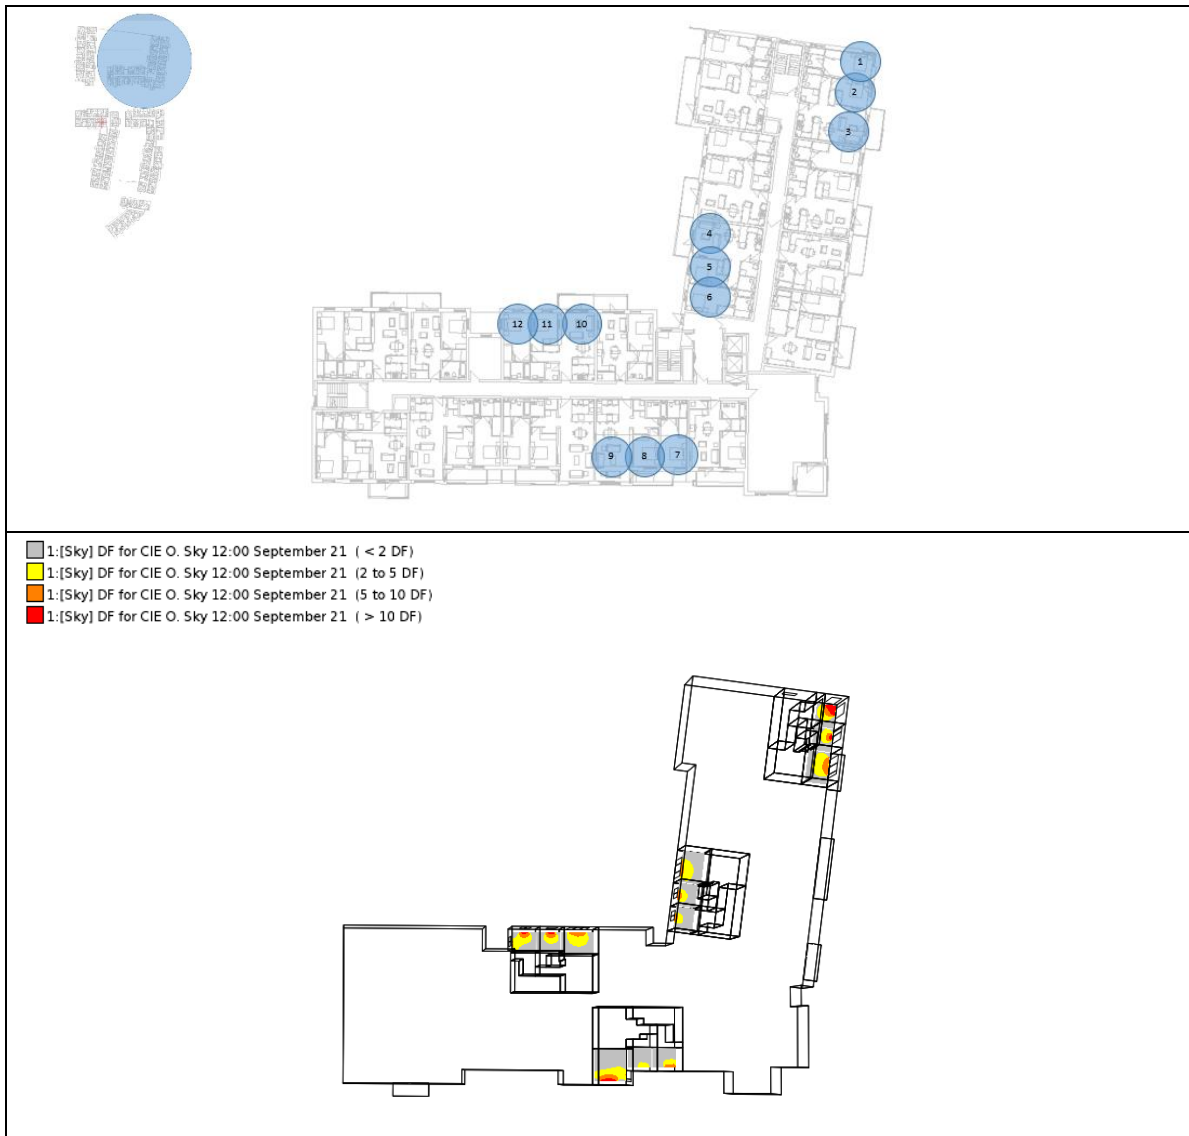 1
2
3
4
5
6
12 11 10
9 8 7
1:[Sky] DF for CIE O. Sky 12:00 September 21 ( < 2 DF)
1:[Sky] DF for CIE O. Sky 12:00 September 21 (2 to 5 DF)
1:[Sky] DF for CIE O. Sky 12:00 September 21 (5 to 10 DF)
1:[Sky] DF for CIE O. Sky 12:00 September 21 ( > 10 DF)